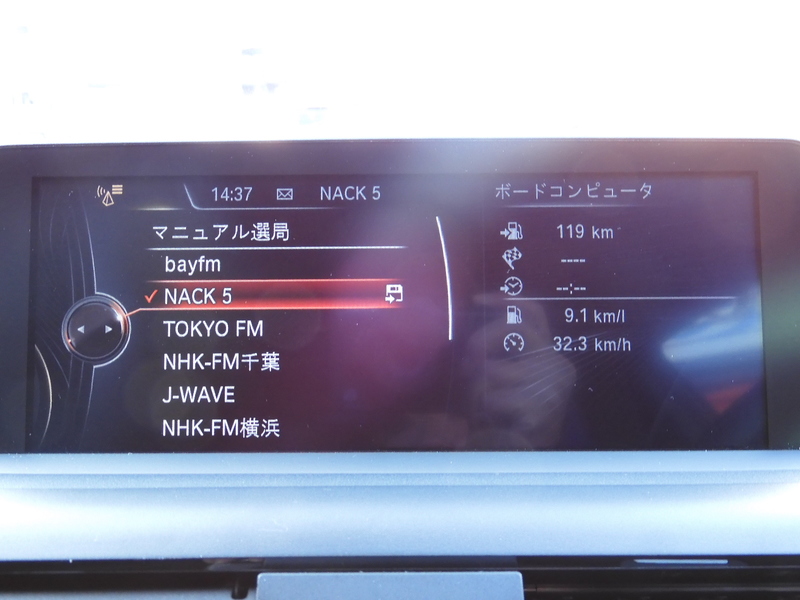 14:37 NACK 5
マニュアル選局
bayfm
NACK 5
TOKYO FM
NHK-FM千葉
J-WAVE
NHK-FM横浜
ボードコンピュータ
119 km
----
--:--
9.1 km/l
32.3 km/h